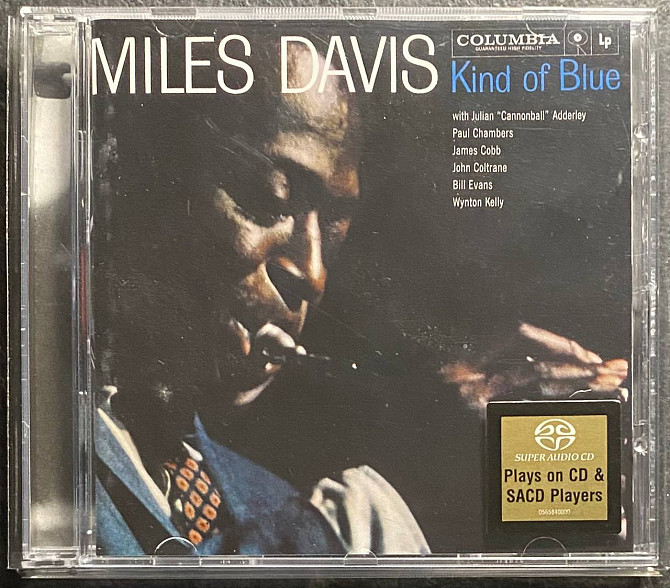 MILES DAVIS
COLUMBIA
GUARANTEED HIGH FIDELITY
Lp
Kind of Blue
with Julian "Cannonball" Adderley
Paul Chambers
James Cobb
John Coltrane
Bill Evans
Wynton Kelly
SUPER AUDIO CD
Plays on CD &
SACD Players